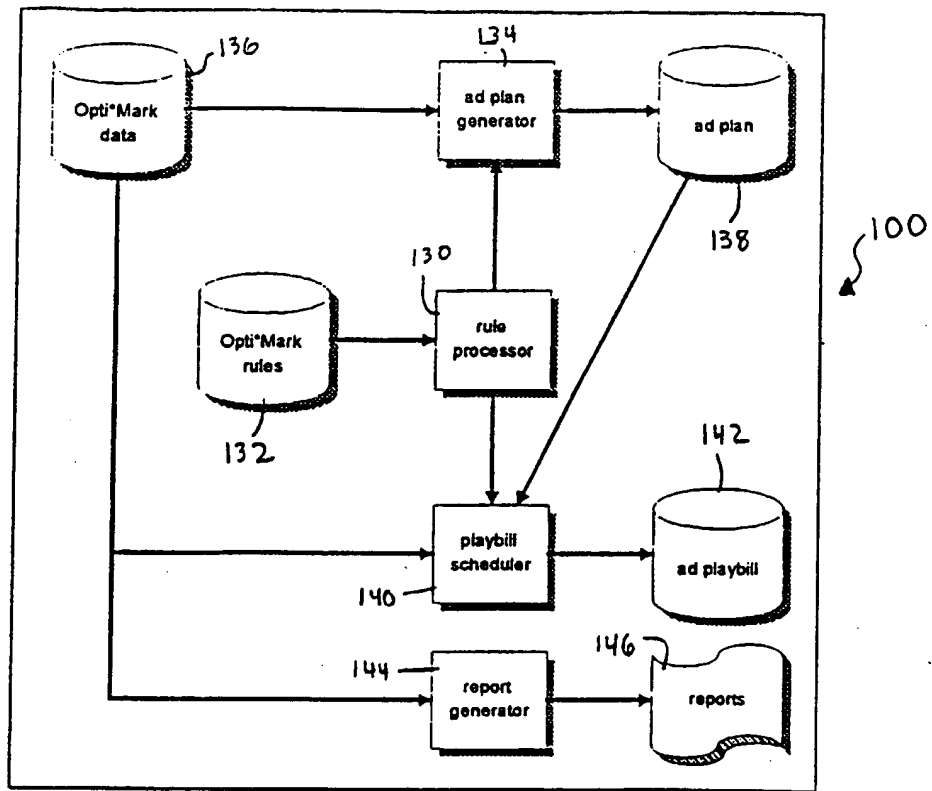 136
Opti*Mark
data
134
ad plan
generator
ad plan
138
100
130
rule
processor
Opti*Mark
rules
132
142
playbill
scheduler
140
ad playbill
144
report
generator
146
reports